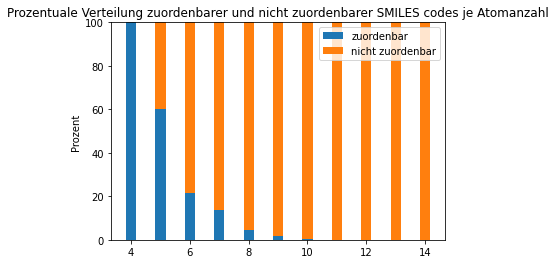 Prozentuale Verteilung zuordenbarer und nicht zuordenbarer SMILES codes je Atomanzahl
100
80
60
40
20
0
Prozent
zuordenbar
nicht zuordenbar
4 6 8 10 12 14